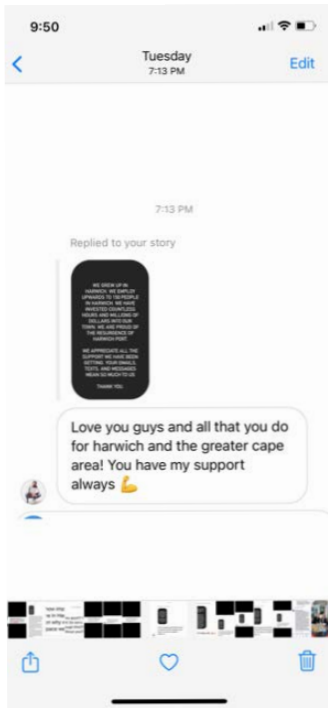 9:50
Tuesday
7:13 PM
Edit
7:13 PM
Replied to your story
WE GREW UP IN
HARWICH. WE EMPLOY
UPWARDS TO 150 PEOPLE
IN HARWICH. WE HAVE
INVESTED COUNTLESS
HOURS AND MILLIONS OF
DOLLARS INTO OUR
TOWN. WE ARE PROUD OF
THE RESURGENCE OF
HARWICH PORT.
WE APPRECIATE ALL THE
SUPPORT WE HAVE BEEN
GETTING. YOUR EMAILS,
TEXTS, AND MESSAGES
MEAN SO MUCH TO US.
THANK YOU
Love you guys and all that you do
for harwich and the greater cape
area! You have my support
always 💪